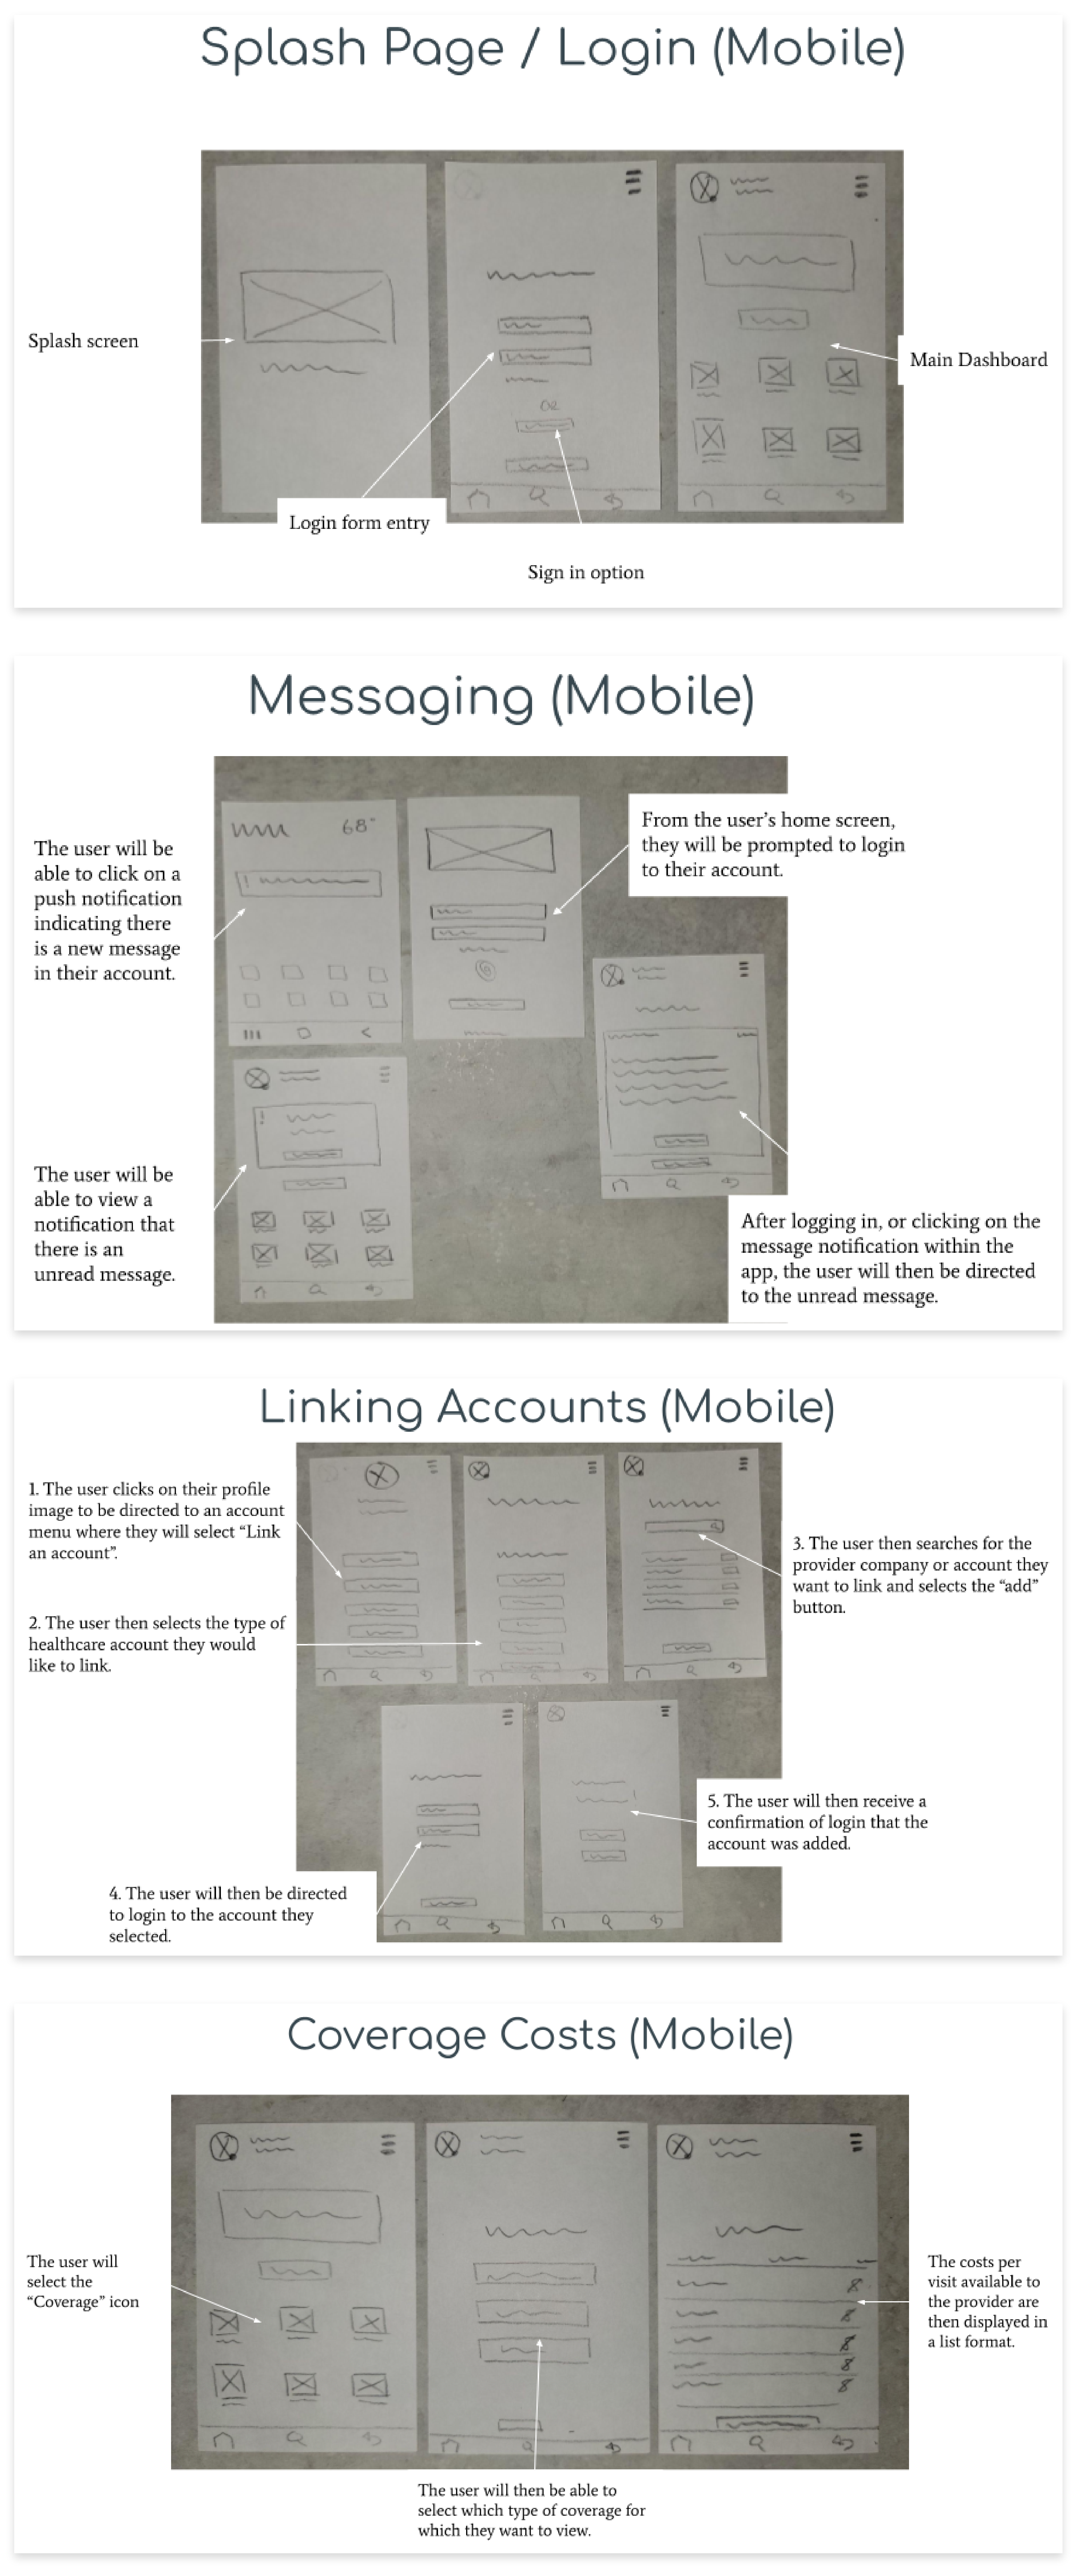 Splash Page / Login (Mobile)
Splash screen
Main Dashboard
OR
Login form entry
Sign in option
Messaging (Mobile)
68°
The user will be
able to click on a
push notification
indicating there
is a new message
in their account.
From the user's home screen,
they will be prompted to login
to their account.
The user will be
able to view a
notification that
there is an
unread message.
After logging in, or clicking on the
message notification within the
app, the user will then be directed
to the unread message.
Linking Accounts (Mobile)
1. The user clicks on their profile
image to be directed to an account
menu where they will select “Link
an account”.
2. The user then selects the type of
healthcare account they would
like to link.
3. The user then searches for the
provider company or account they
want to link and selects the “add”
button.
4. The user will then be directed
to login to the account they
selected.
5. The user will then receive a
confirmation of login that the
account was added.
Coverage Costs (Mobile)
The user will
select the
“Coverage” icon
The user will then be able to
select which type of coverage for
which they want to view.
The costs per
visit available to
the provider are
then displayed in
a list format.